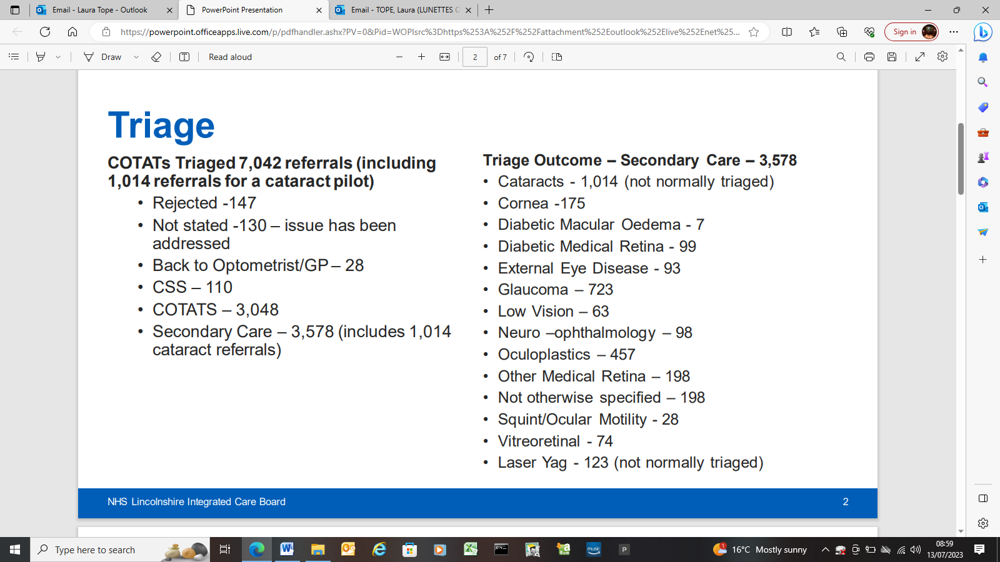 Email - Laura Tope - Outlook
PowerPoint Presentation
Email - TOPE, Laura (LUNETTES O
https://powerpoint.officeapps.live.com/p/pdfhandler.ashx?PV=0&Pid=WOPIsrc%3Dhttps%253A%252F%252Fattachment%252Eoutlook%252Elive%252Enet%25...
Sign in
Draw
Read aloud
2
of 7
Triage
COTATs Triaged 7,042 referrals (including
1,014 referrals for a cataract pilot)
• Rejected -147
• Not stated -130 – issue has been
addressed
• Back to Optometrist/GP – 28
• CSS – 110
• COTATS – 3,048
• Secondary Care – 3,578 (includes 1,014
cataract referrals)
Triage Outcome – Secondary Care – 3,578
• Cataracts - 1,014 (not normally triaged)
• Cornea -175
• Diabetic Macular Oedema - 7
• Diabetic Medical Retina - 99
• External Eye Disease - 93
• Glaucoma – 723
• Low Vision – 63
• Neuro –ophthalmology – 98
• Oculoplastics – 457
• Other Medical Retina – 198
• Not otherwise specified – 198
• Squint/Ocular Motility - 28
• Vitreoretinal - 74
• Laser Yag - 123 (not normally triaged)
NHS Lincolnshire Integrated Care Board
2
Type here to search
music
P
1
16°C Mostly sunny
08:59
13/07/2023